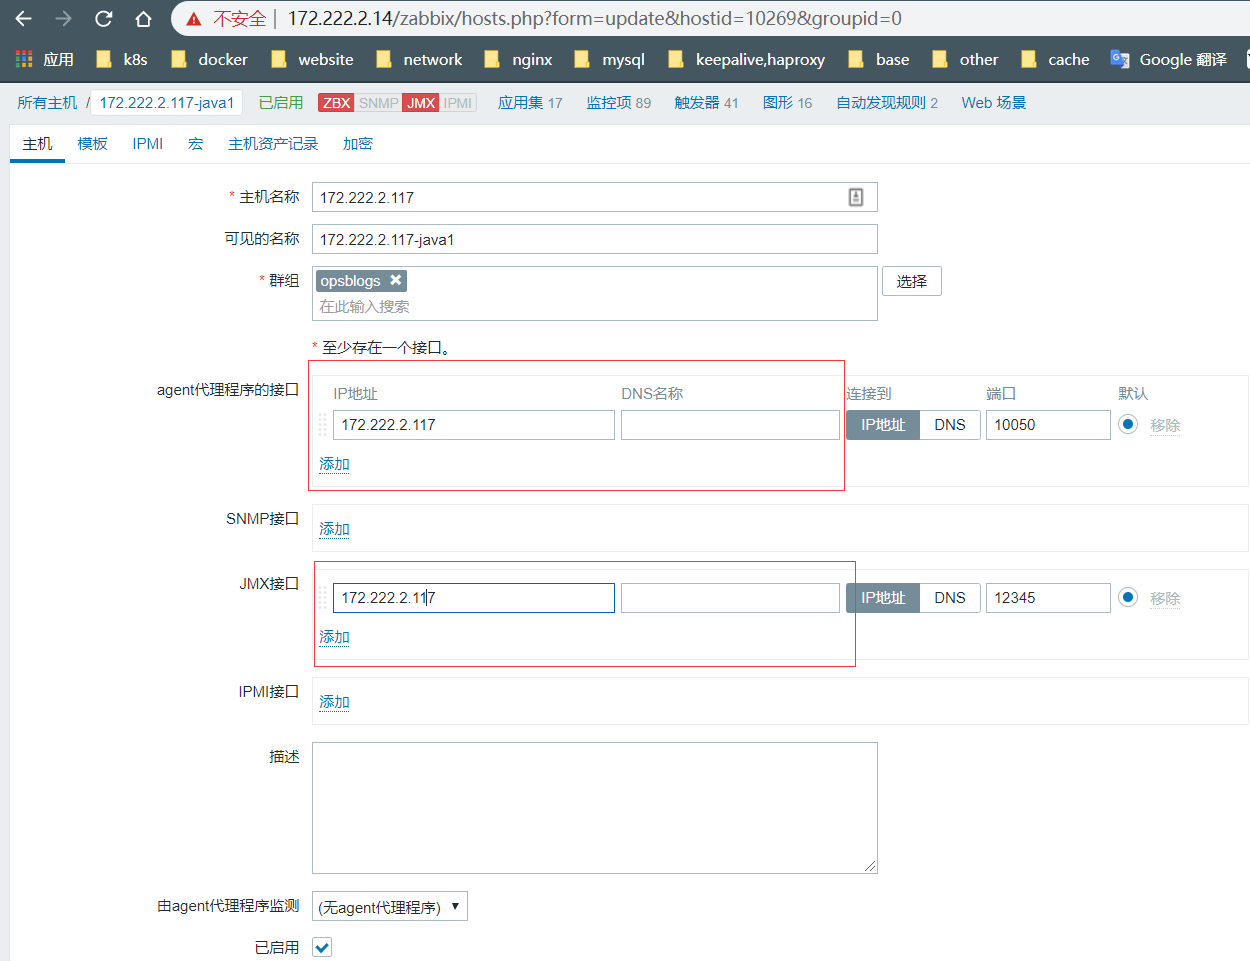 不安全 | 172.222.2.14/zabbix/hosts.php?form=update&hostid=10269&groupid=0
应用 k8s docker website network nginx mysql keepalive,haproxy base other cache Google 翻译
所有主机 / 172.222.2.117-java1 已启用 ZBX SNMP JMX IPMI 应用集 17 监控项 89 触发器 41 图形 16 自动发现规则 2 Web 场景
主机 模板 IPMI 宏 主机资产记录 加密
* 主机名称 172.222.2.117
可见的名称 172.222.2.117-java1
* 群组 opsblogs 选择
在此输入搜索
* 至少存在一个接口。
agent代理程序的接口 IP地址 DNS名称 连接到 端口 默认
172.222.2.117 IP地址 DNS 10050 移除
添加
SNMP接口 添加
JMX接口 172.222.2.117 IP地址 DNS 12345 移除
添加
IPMI接口 添加
描述
由agent代理程序监测 (无agent代理程序)
已启用